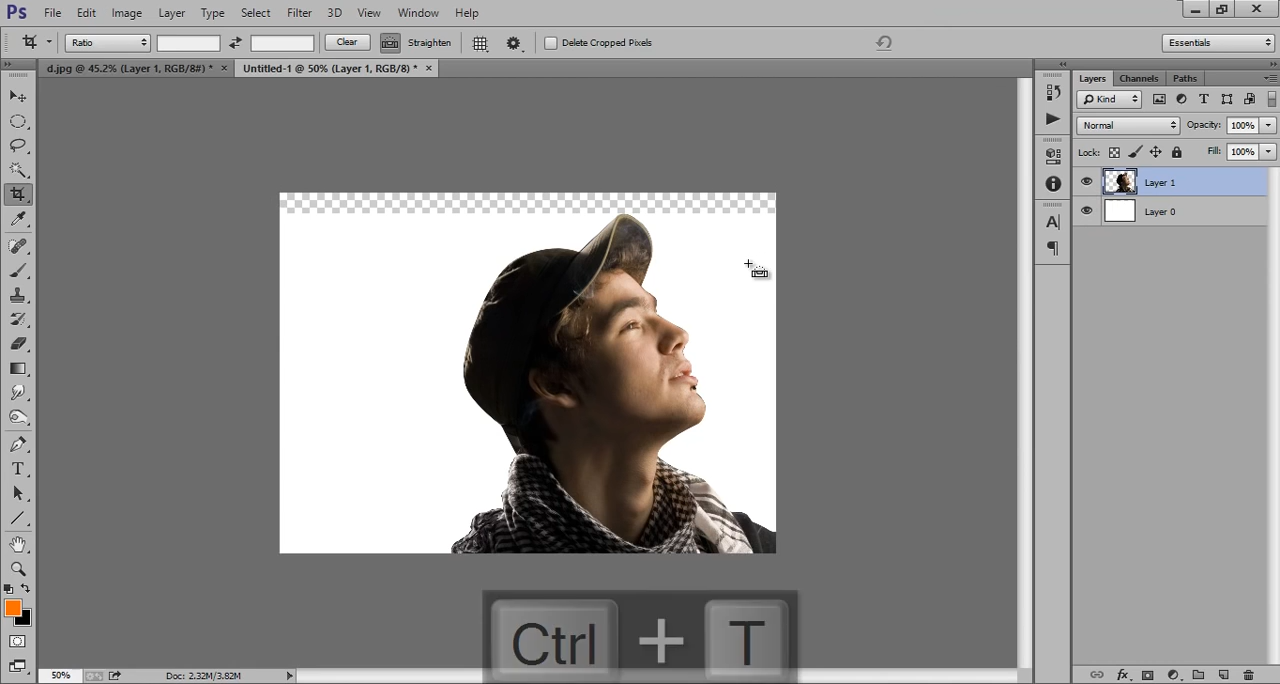 Ps File Edit Image Layer Type Select Filter 3D View Window Help
Ratio Clear Straighten Delete Cropped Pixels Essentials
d.jpg @ 45.2% (Layer 1, RGB/8#) * × Untitled-1 @ 50% (Layer 1, RGB/8) * ×
Layers Channels Paths
Kind
Normal Opacity: 100%
Lock: Fill: 100%
Layer 1
Layer 0
Ctrl + T
50% Doc: 2.32M/3.82M